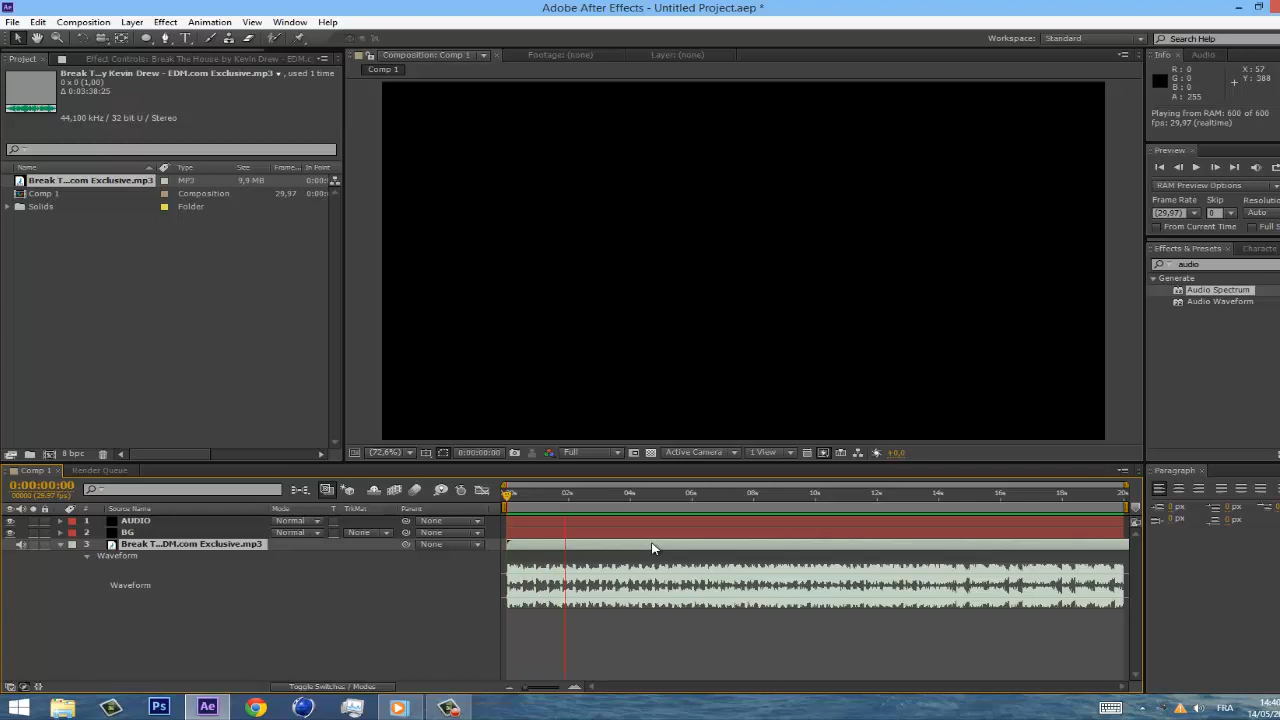 Adobe After Effects - Untitled Project.aep *
File Edit Composition Layer Effect Animation View Window Help
Workspace: Standard Search Help
Project Effect Controls: Break The House by Kevin Drew - EDM.c
Composition: Comp 1 Footage: (none) Layer: (none)
Info Audio
Comp 1
Break T...y Kevin Drew - EDM.com Exclusive.mp3 , used 1 time
0 x 0 (1,00)
Δ 0:03:38:25
44,100 kHz / 32 bit U / Stereo
R: 0 X: 57
G: 0 Y: 388
B: 0
A: 255
Playing from RAM: 600 of 600
fps: 29,97 (realtime)
Preview
Name Type Size Frame... In Point
Break T...com Exclusive.mp3 MP3 9,9 MB 0:00:
Comp 1 Composition 29,97 0:00:
Solids Folder
RAM Preview Options
Frame Rate Skip Resoluti
(29,97) 0 Auto
From Current Time Full S
Effects & Presets Characte
audio
Generate
Audio Spectrum
Audio Waveform
8 bpc
(72,6%) 0:00:00:00 Full Active Camera 1 View +0,0
Comp 1 Render Queue
Paragraph
0:00:00:00
00000 (29.97 fps)
02s 04s 06s 08s 10s 12s 14s 16s 18s 20s
# Source Name Mode T TrkMat Parent
1 AUDIO Normal None
2 BG Normal None None
3 Break T...DM.com Exclusive.mp3 None
Waveform
Waveform
0 px 0 px
0 px 0 px
Toggle Switches / Modes
Ps Ae FRA
14:40
14/05/20